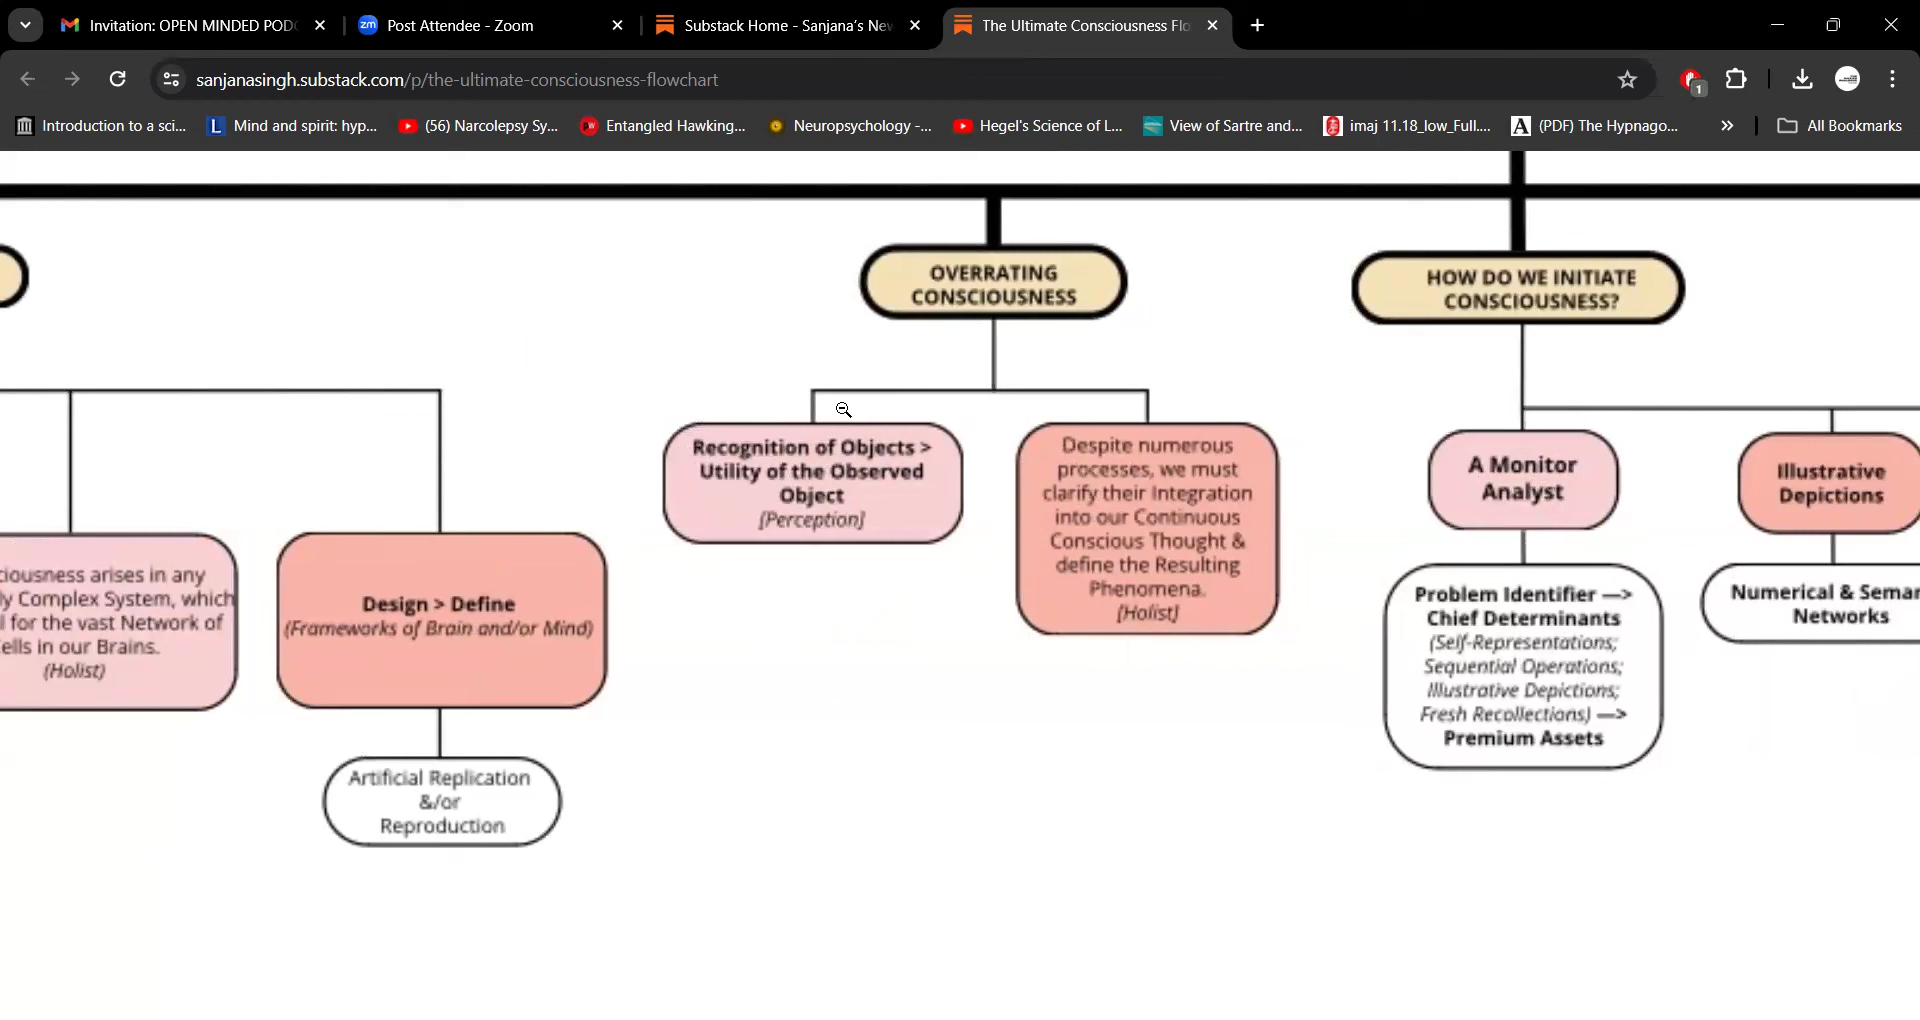 Invitation: OPEN MINDED POD
Post Attendee - Zoom
Substack Home - Sanjana's Nev
The Ultimate Consciousness Flo
sanjanasingh.substack.com/p/the-ultimate-consciousness-flowchart
1
Introduction to a sci...
Mind and spirit: hyp...
(56) Narcolepsy Sy...
Entangled Hawking...
Neuropsychology -...
Hegel's Science of L...
View of Sartre and...
imaj 11.18_low_Full....
(PDF) The Hypnago...
All Bookmarks
OVERRATING
CONSCIOUSNESS
HOW DO WE INITIATE
CONSCIOUSNESS?
ciousness arises in any
ly Complex System, which
l for the vast Network of
ells in our Brains.
(Holist)
Design > Define
(Frameworks of Brain and/or Mind)
Artificial Replication
&/or
Reproduction
Recognition of Objects >
Utility of the Observed
Object
[Perception]
Despite numerous
processes, we must
clarify their Integration
into our Continuous
Conscious Thought &
define the Resulting
Phenomena.
[Holist]
A Monitor
Analyst
Problem Identifier —>
Chief Determinants
(Self-Representations;
Sequential Operations;
Illustrative Depictions;
Fresh Recollections) —>
Premium Assets
Illustrative
Depictions
Numerical & Seman
Networks